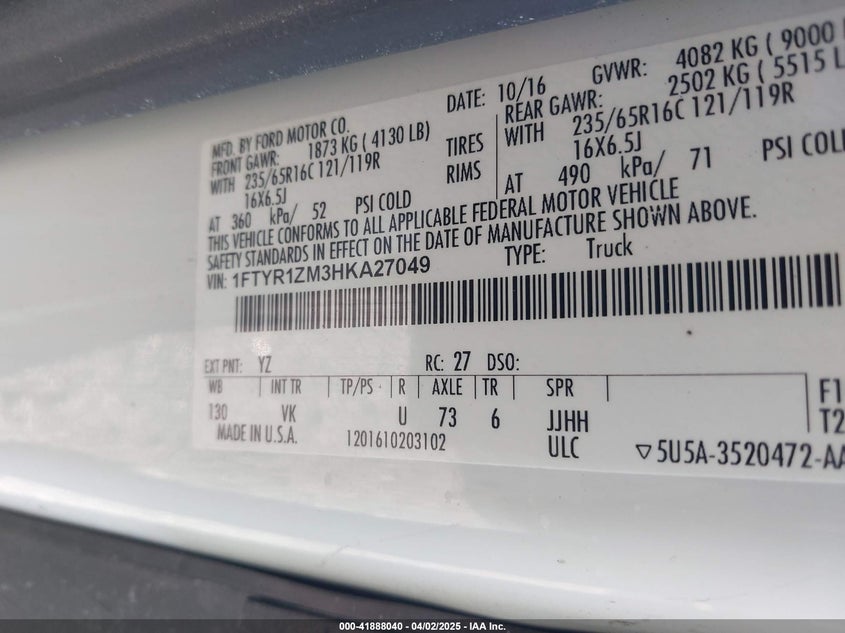 MFD. BY FORD MOTOR CO. DATE: 10/16 GVWR: 4082 KG ( 9000
FRONT GAWR: 1873 KG ( 4130 LB) REAR GAWR: 2502 KG ( 5515 L
WITH 235/65R16C 121/119R TIRES WITH 235/65R16C 121/119R
16X6.5J RIMS 16X6.5J
AT 360 kPa/ 52 PSI COLD AT 490 kPa/ 71 PSI COL
THIS VEHICLE CONFORMS TO ALL APPLICABLE FEDERAL MOTOR VEHICLE
SAFETY STANDARDS IN EFFECT ON THE DATE OF MANUFACTURE SHOWN ABOVE.
VIN: 1FTYR1ZM3HKA27049 TYPE: Truck
EXT PNT: YZ RC: 27 DSO:
WB INT TR TP/PS R AXLE TR SPR F1
130 VK U 73 6 JJHH T2
MADE IN U.S.A. 1201610203102 ULC ▽5U5A-3520472-AA
000-41888040 - 04/02/2025 - IAA Inc.